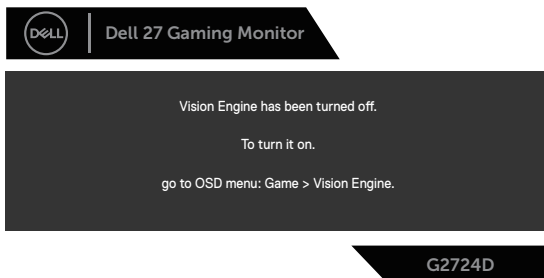 DELL
Dell 27 Gaming Monitor
Vision Engine has been turned off.
To turn it on.
go to OSD menu: Game > Vision Engine.
G2724D